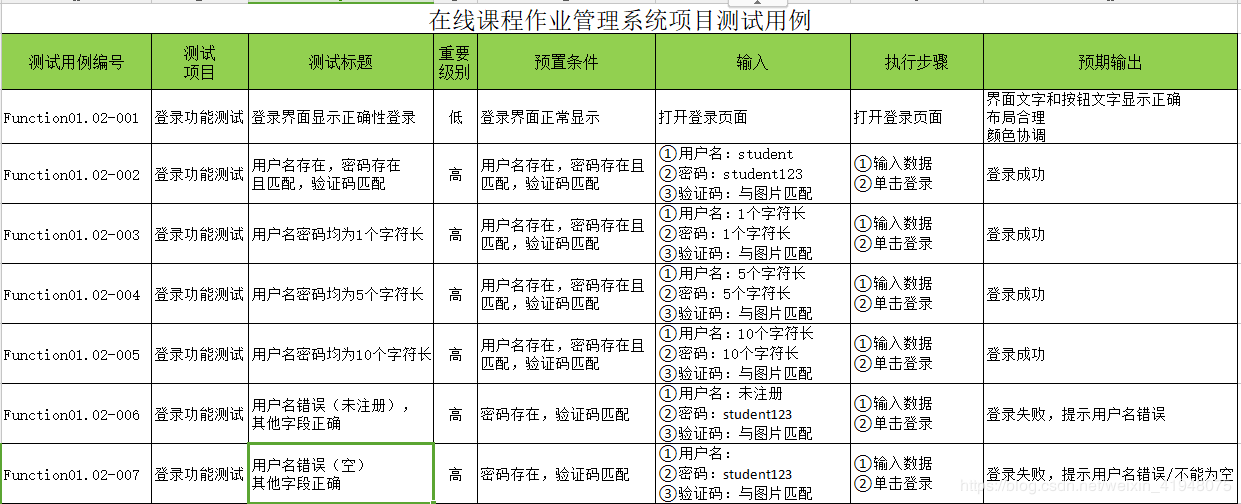 在线课程作业管理系统项目测试用例
测试用例编号
测试
项目
测试标题
重要
级别
预置条件
输入
执行步骤
预期输出
Function01.02-001
登录功能测试
登录界面显示正确性登录
低
登录界面正常显示
打开登录页面
打开登录页面
界面文字和按钮文字显示正确
布局合理
颜色协调
Function01.02-002
登录功能测试
用户名存在，密码存在
且匹配，验证码匹配
高
用户名存在，密码存在且
匹配，验证码匹配
①用户名：student
②密码：student123
③验证码：与图片匹配
①输入数据
②单击登录
登录成功
Function01.02-003
登录功能测试
用户名密码均为1个字符长
高
用户名存在，密码存在且
匹配，验证码匹配
①用户名：1个字符长
②密码：1个字符长
③验证码：与图片匹配
①输入数据
②单击登录
登录成功
Function01.02-004
登录功能测试
用户名密码均为5个字符长
高
用户名存在，密码存在且
匹配，验证码匹配
①用户名：5个字符长
②密码：5个字符长
③验证码：与图片匹配
①输入数据
②单击登录
登录成功
Function01.02-005
登录功能测试
用户名密码均为10个字符长
高
用户名存在，密码存在且
匹配，验证码匹配
①用户名：10个字符长
②密码：10个字符长
③验证码：与图片匹配
①输入数据
②单击登录
登录成功
Function01.02-006
登录功能测试
用户名错误（未注册），
其他字段正确
高
密码存在，验证码匹配
①用户名：未注册
②密码：student123
③验证码：与图片匹配
①输入数据
②单击登录
登录失败，提示用户名错误
Function01.02-007
登录功能测试
用户名错误（空）
其他字段正确
高
密码存在，验证码匹配
①用户名：
②密码：student123
③验证码：与图片匹配
①输入数据
②单击登录
登录失败，提示用户名错误/不能为空
https://blog.csdn.net/weixin_41948075